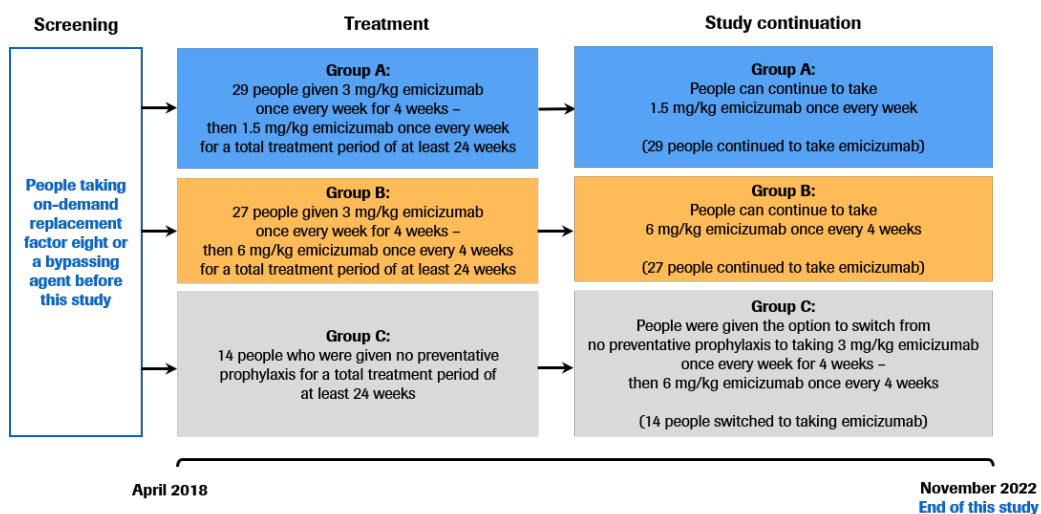 Screening
Treatment
Study continuation
People taking
on-demand
replacement
factor eight or
a bypassing
agent before
this study
Group A:
29 people given 3 mg/kg emicizumab
once every week for 4 weeks –
then 1.5 mg/kg emicizumab once every week
for a total treatment period of at least 24 weeks
Group A:
People can continue to take
1.5 mg/kg emicizumab once every week
(29 people continued to take emicizumab)
Group B:
27 people given 3 mg/kg emicizumab
once every week for 4 weeks –
then 6 mg/kg emicizumab once every 4 weeks
for a total treatment period of at least 24 weeks
Group B:
People can continue to take
6 mg/kg emicizumab once every 4 weeks
(27 people continued to take emicizumab)
Group C:
14 people who were given no preventative
prophylaxis for a total treatment period of
at least 24 weeks
Group C:
People were given the option to switch from
no preventative prophylaxis to taking 3 mg/kg emicizumab
once every week for 4 weeks –
then 6 mg/kg emicizumab once every 4 weeks
(14 people switched to taking emicizumab)
April 2018
November 2022
End of this study